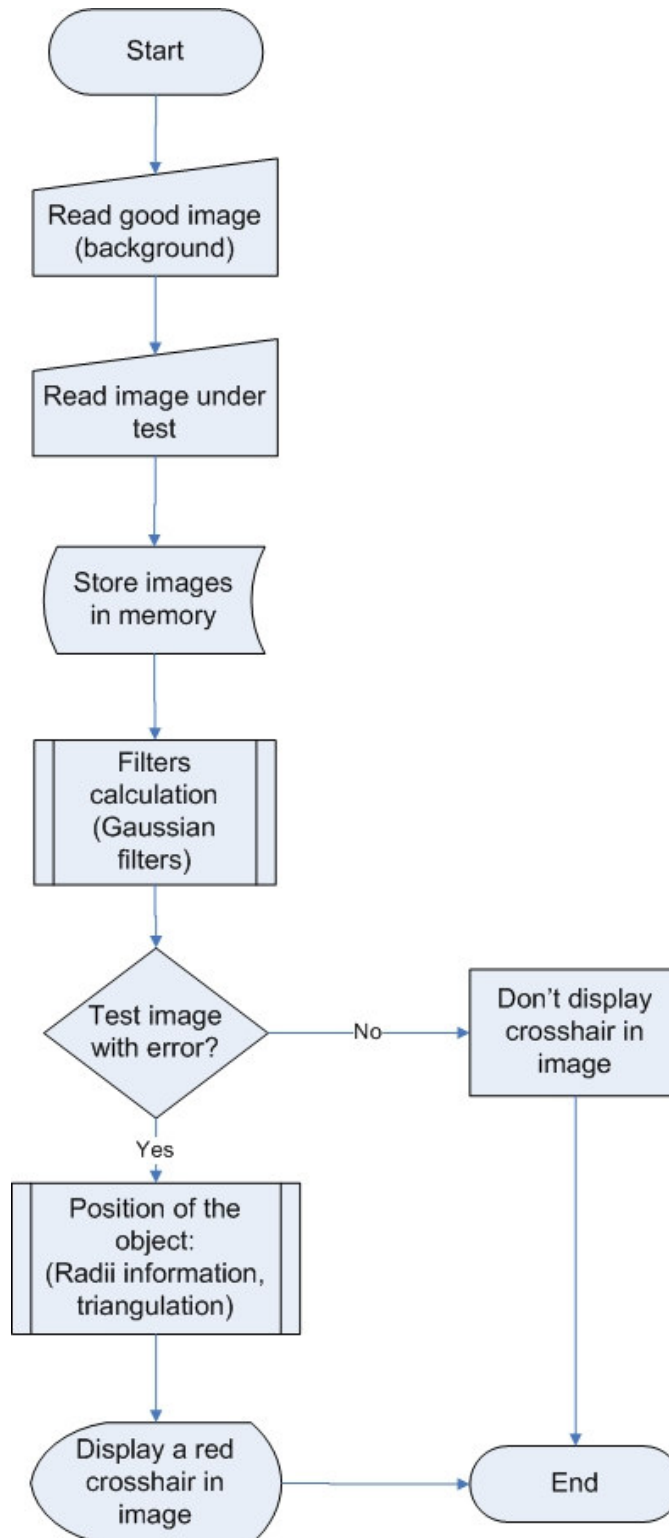 Start
Read good image
(background)
Read image under
test
Store images
in memory
Filters
calculation
(Gaussian
filters)
Test image
with error?
No
Don't display
crosshair in
image
Yes
Position of the
object:
(Radii information,
triangulation)
Display a red
crosshair in
image
End